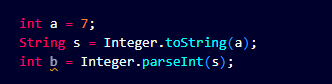 int a = 7;
String s = Integer.toString(a);
int b = Integer.parseInt(s);